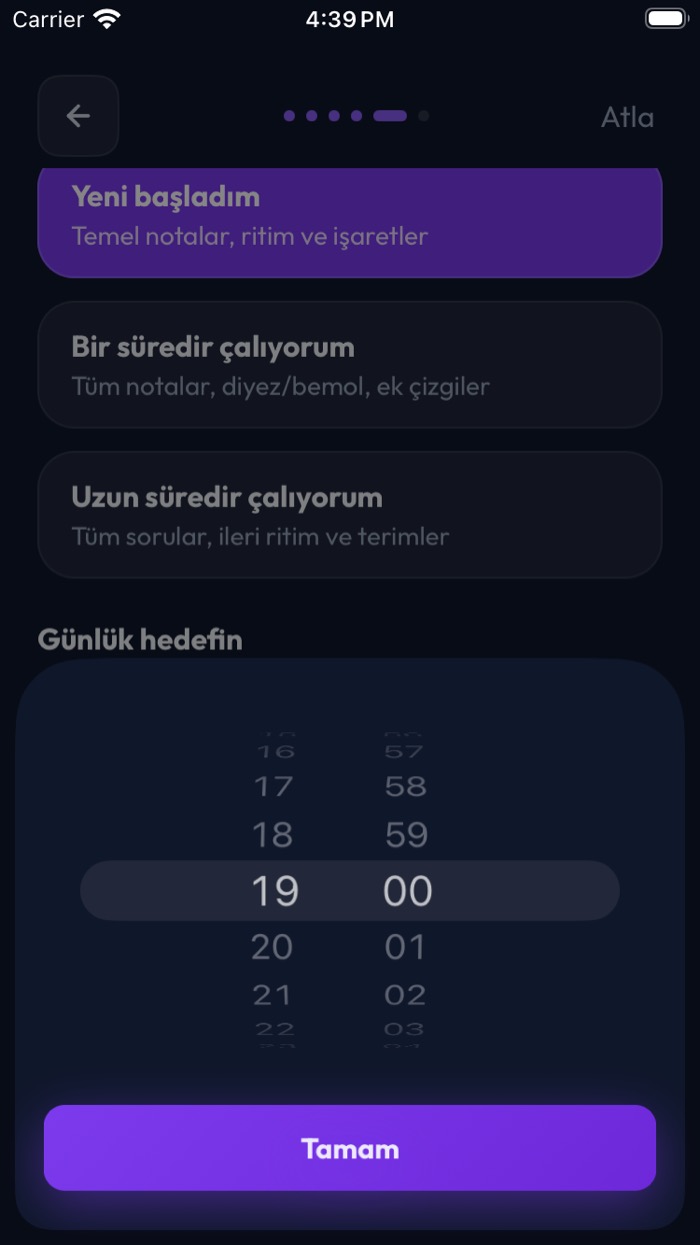 Carrier
4:39 PM
Atla
Yeni başladım
Temel notalar, ritim ve işaretler
Bir süredir çalıyorum
Tüm notalar, diyez/bemol, ek çizgiler
Uzun süredir çalıyorum
Tüm sorular, ileri ritim ve terimler
Günlük hedefin
16 57
17 58
18 59
19 00
20 01
21 02
22 03
Tamam